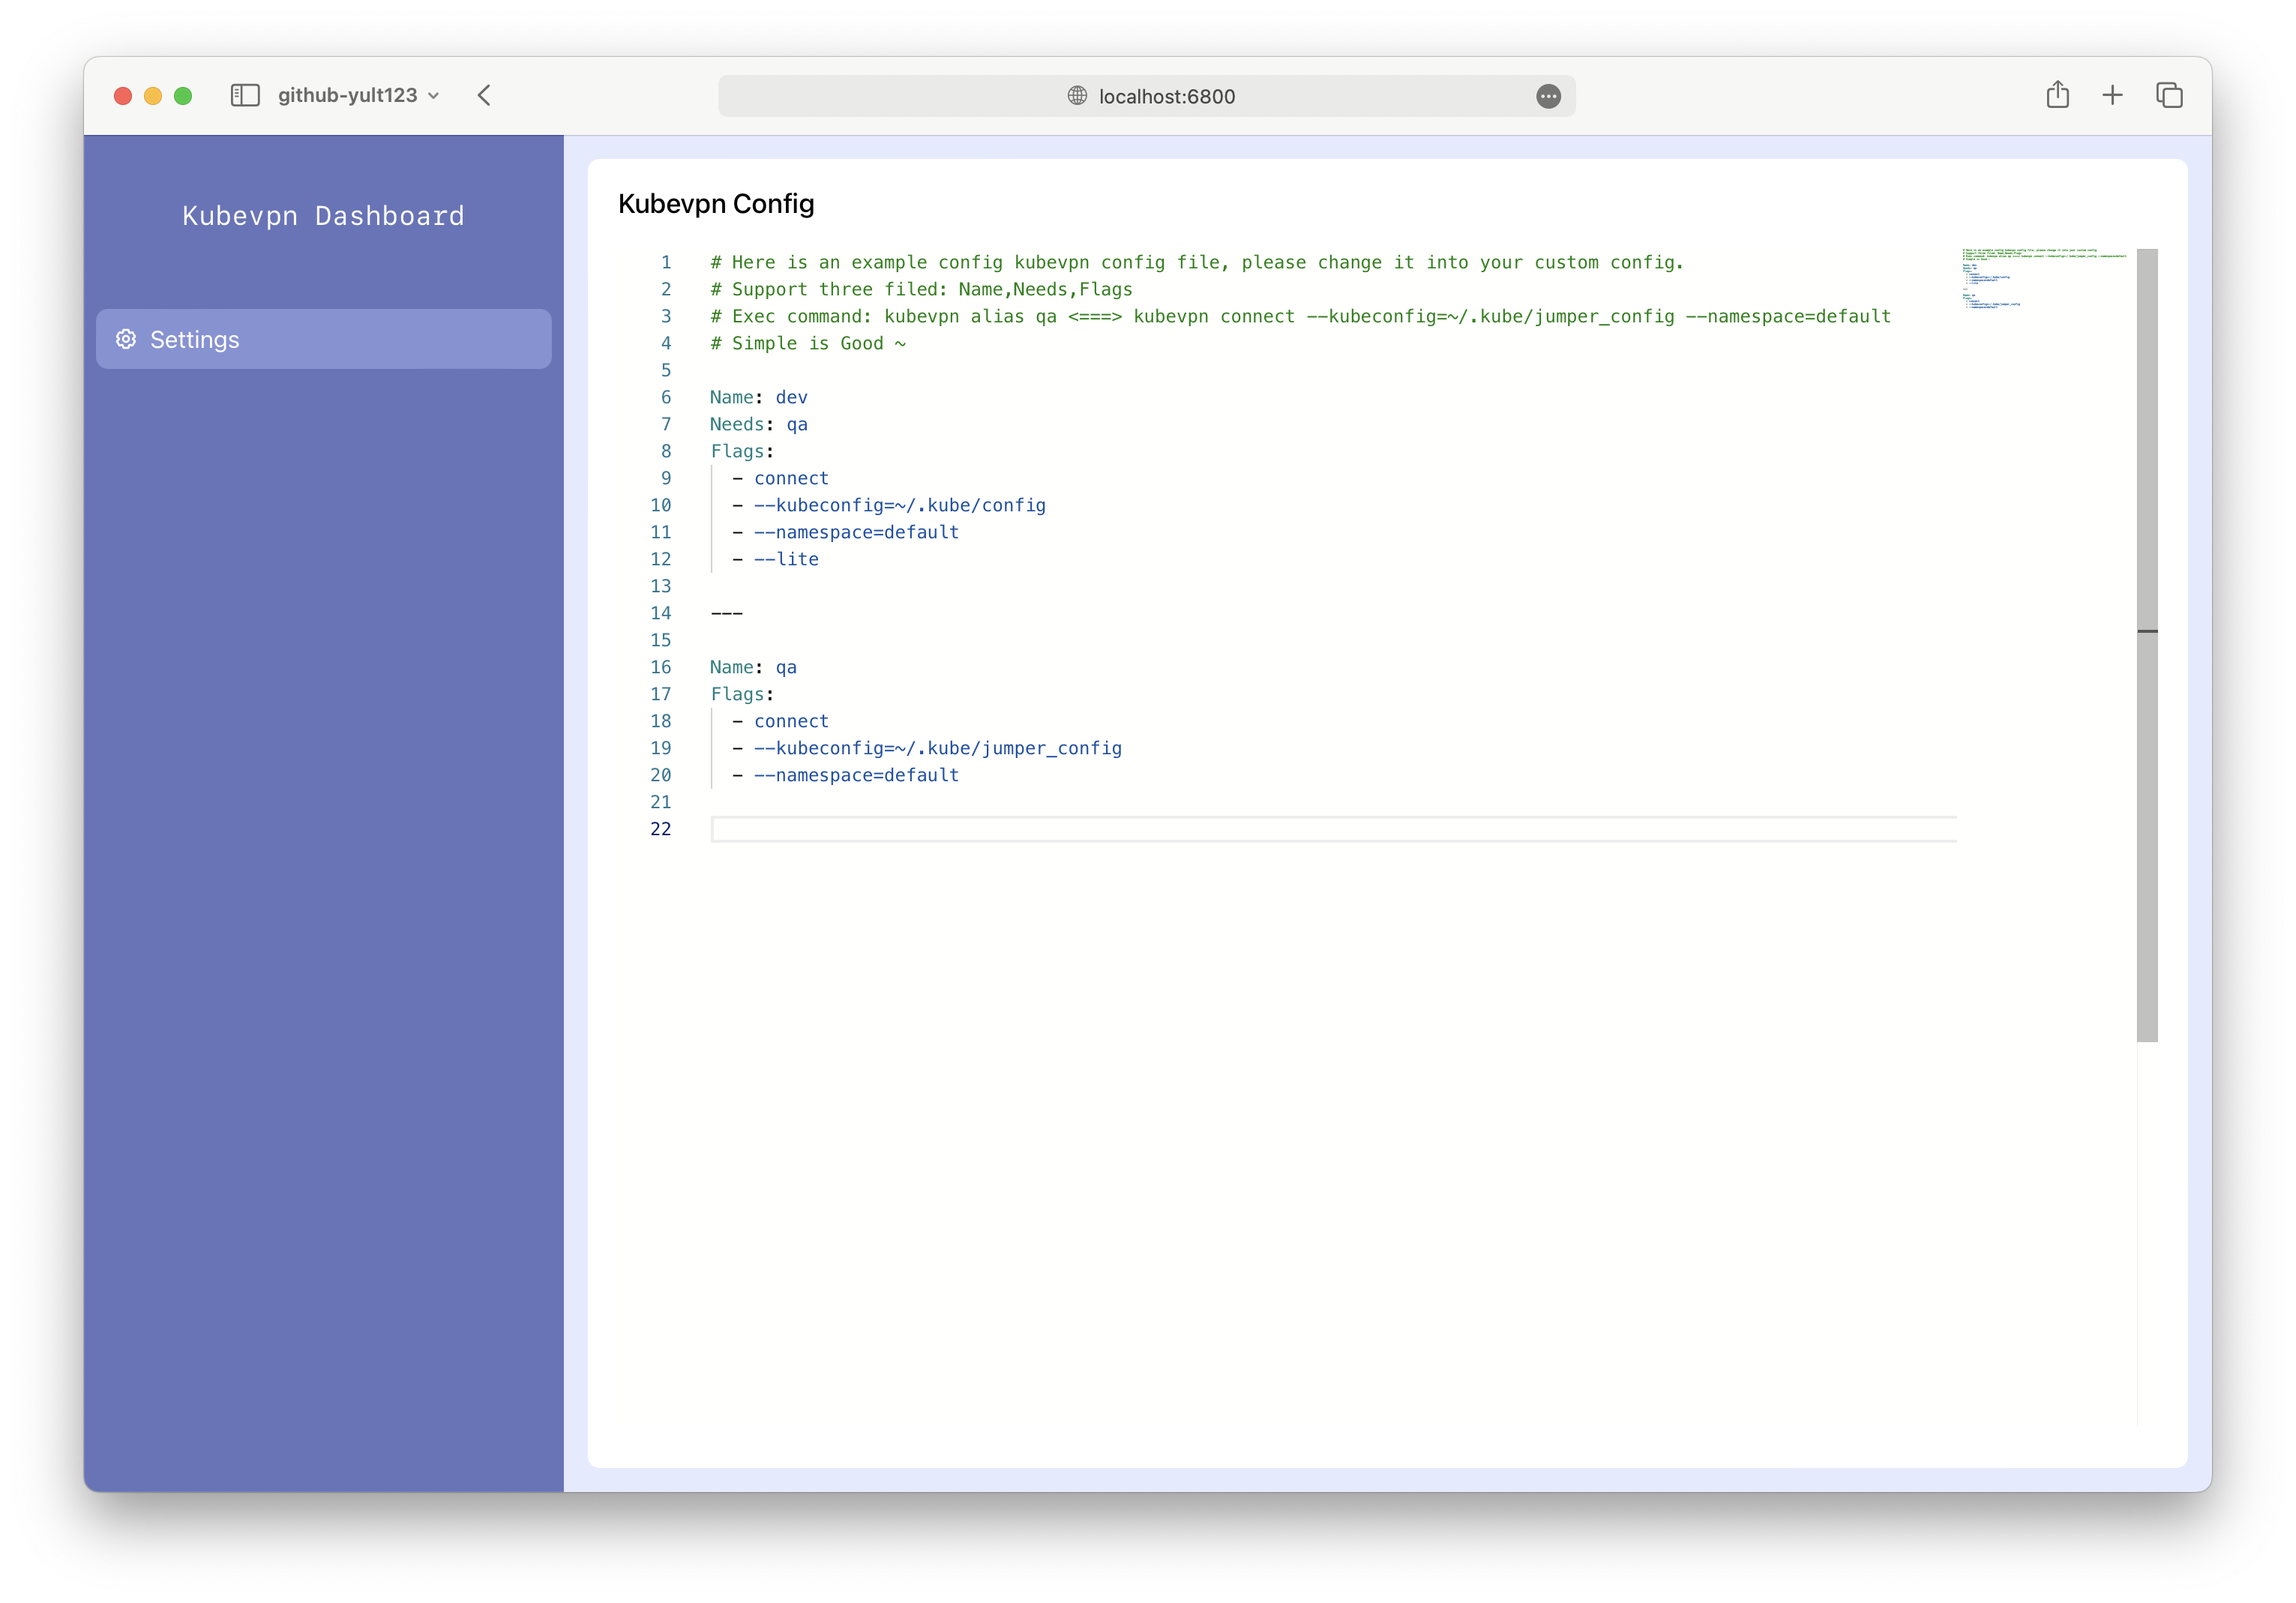 github-yult123
localhost:6800
Kubevpn Dashboard
Settings
Kubevpn Config
1 # Here is an example config kubevpn config file, please change it into your custom config.
2 # Support three filed: Name,Needs,Flags
3 # Exec command: kubevpn alias qa <===> kubevpn connect --kubeconfig=~/.kube/jumper_config --namespace=default
4 # Simple is Good ~
5
6 Name: dev
7 Needs: qa
8 Flags:
9 - connect
10 - --kubeconfig=~/.kube/config
11 - --namespace=default
12 - --lite
13
14 ---
15
16 Name: qa
17 Flags:
18 - connect
19 - --kubeconfig=~/.kube/jumper_config
20 - --namespace=default
21
22